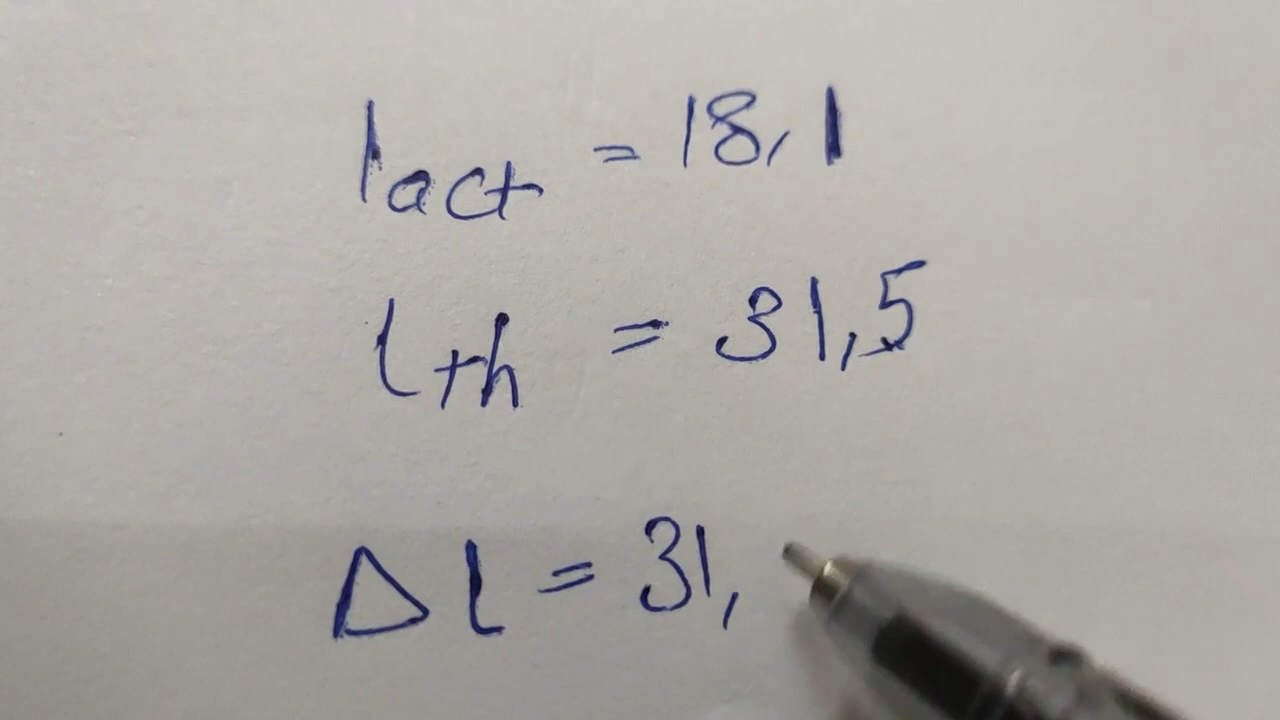 lact = 18,1
lth = 31,5
Δl = 31,